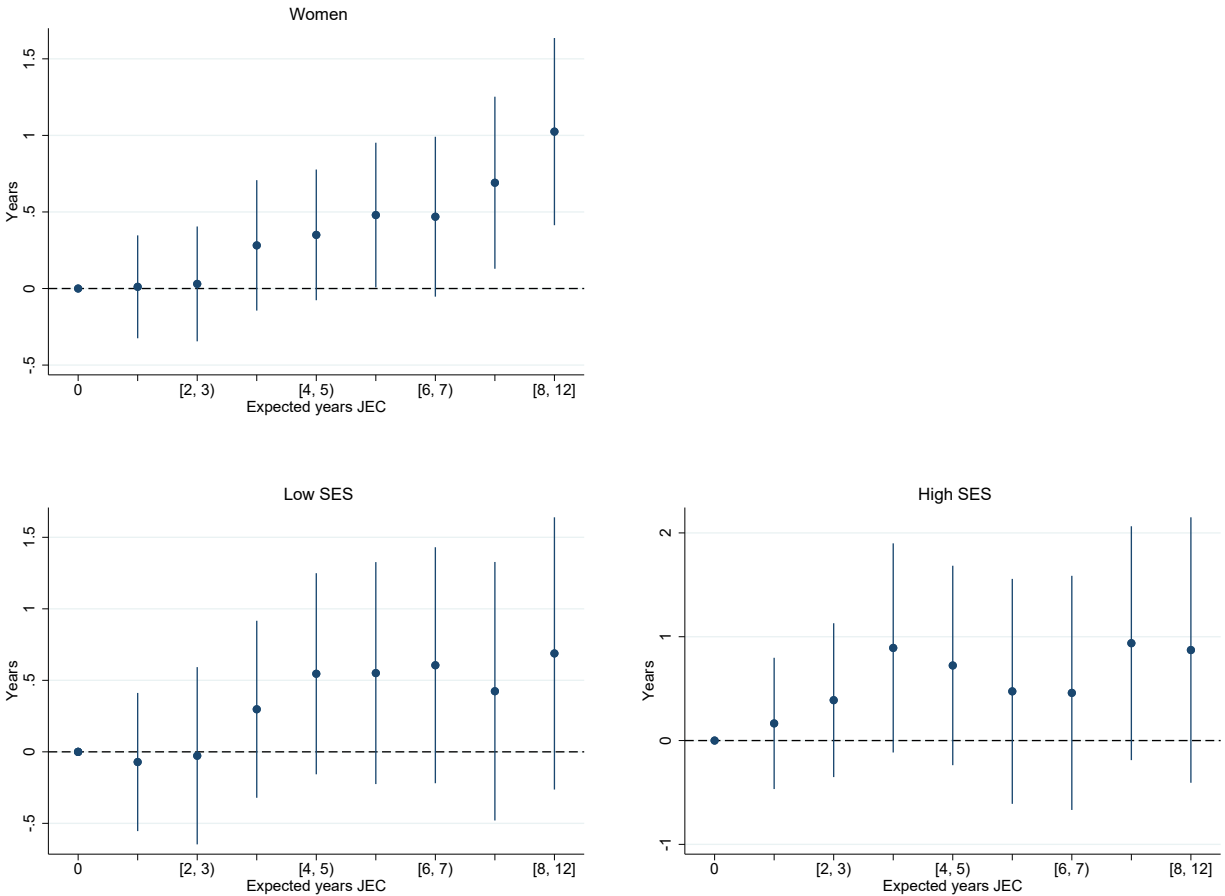 Women
1.5
1
.5
0
-.5
Years
0 [2, 3) [4, 5) [6, 7) [8, 12]
Expected years JEC
Low SES
1.5
1
.5
0
-.5
Years
0 [2, 3) [4, 5) [6, 7) [8, 12]
Expected years JEC
High SES
2
1
0
-1
Years
0 [2, 3) [4, 5) [6, 7) [8, 12]
Expected years JEC